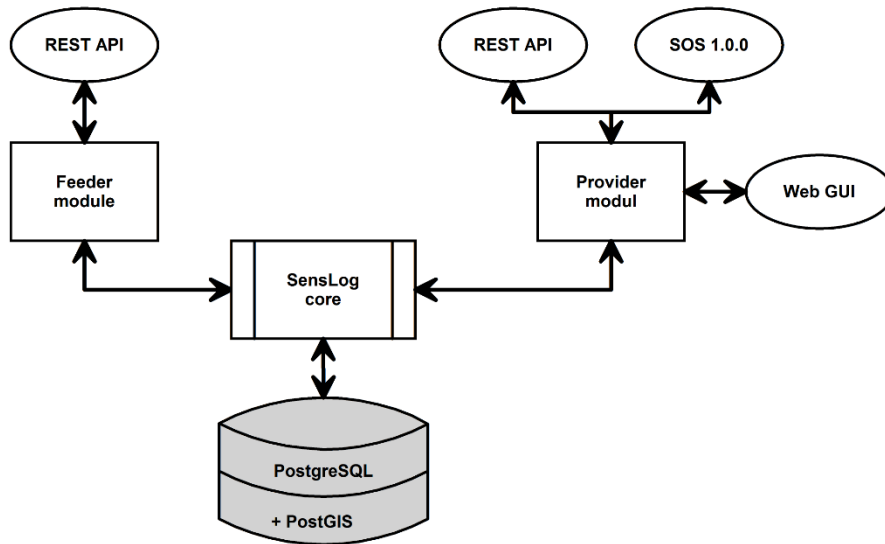 REST API
REST API
SOS 1.0.0
Feeder
module
Provider
modul
Web GUI
SensLog
core
PostgreSQL
+ PostGIS